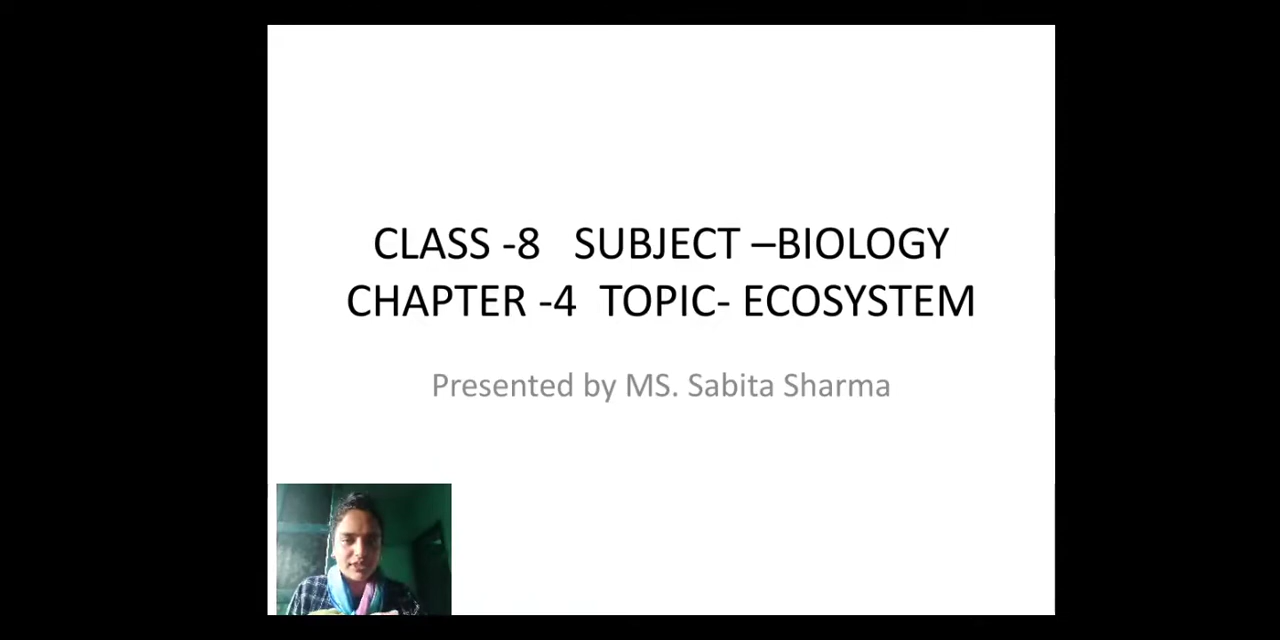 CLASS -8 SUBJECT –BIOLOGY
CHAPTER -4 TOPIC- ECOSYSTEM
Presented by MS. Sabita Sharma